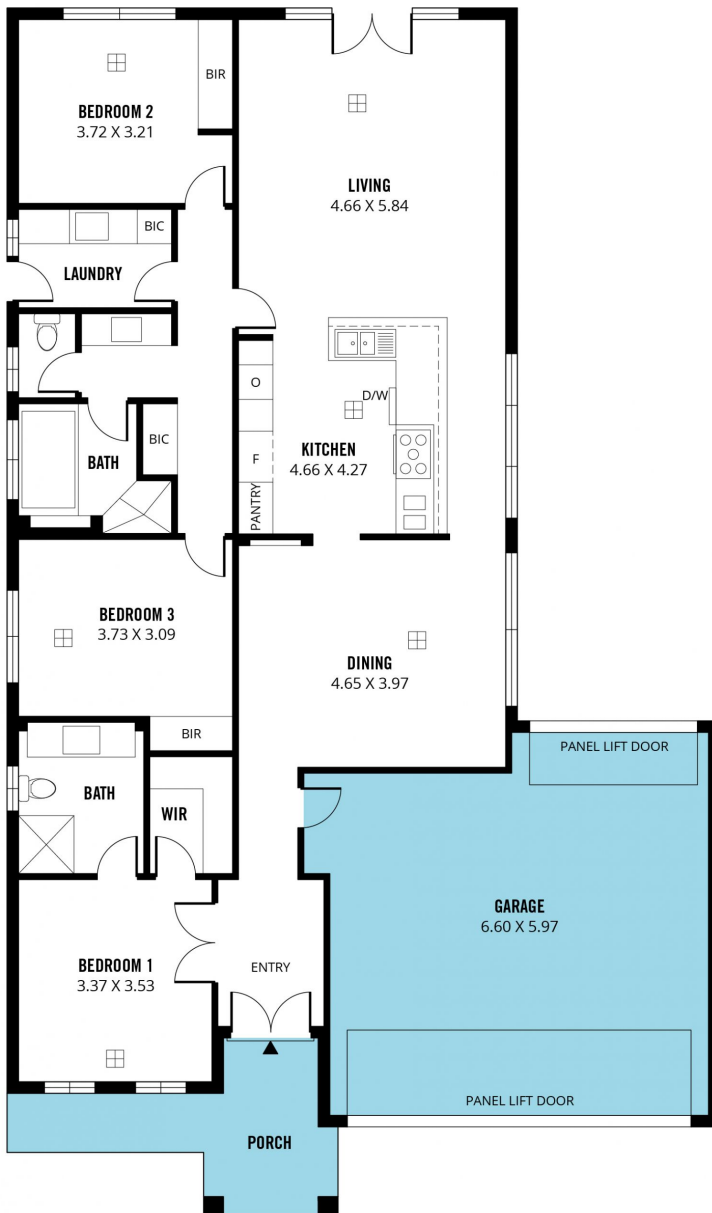 BIR
BEDROOM 2
3.72 X 3.21
LIVING
4.66 X 5.84
BIC
LAUNDRY
O
D/W
BIC
BATH
KITCHEN
4.66 X 4.27
F
PANTRY
BEDROOM 3
3.73 X 3.09
DINING
4.65 X 3.97
BIR
PANEL LIFT DOOR
BATH
WIR
GARAGE
6.60 X 5.97
BEDROOM 1
3.37 X 3.53
ENTRY
PANEL LIFT DOOR
PORCH